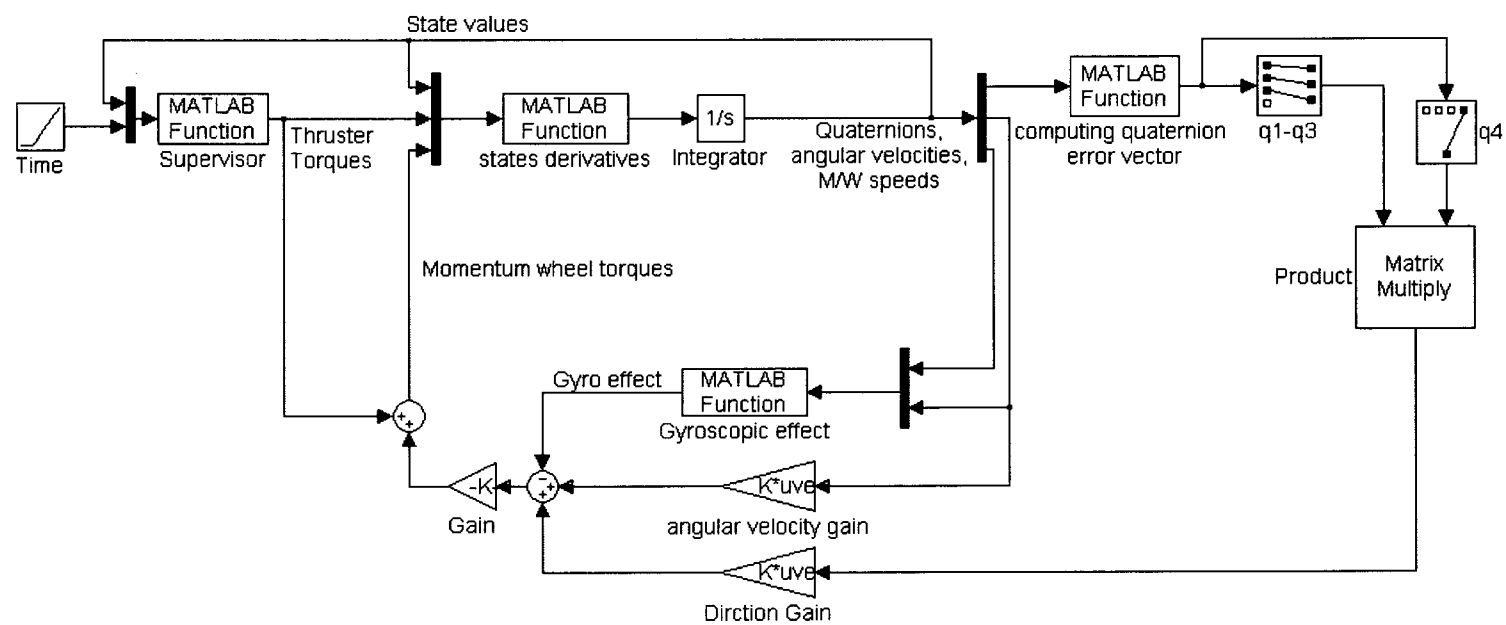 State values
MATLAB
Function
Supervisor
Time
Thruster
Torques
MATLAB
Function
states derivatives
1/s
Integrator
Quaternions,
angular velocities,
M/W speeds
MATLAB
Function
computing quaternion
error vector
q1-q3
q4
Momentum wheel torques
Product
Matrix
Multiply
Gyro effect
MATLAB
Function
Gyroscopic effect
-K-
Gain
K*uve
angular velocity gain
K*uve
Dirction Gain